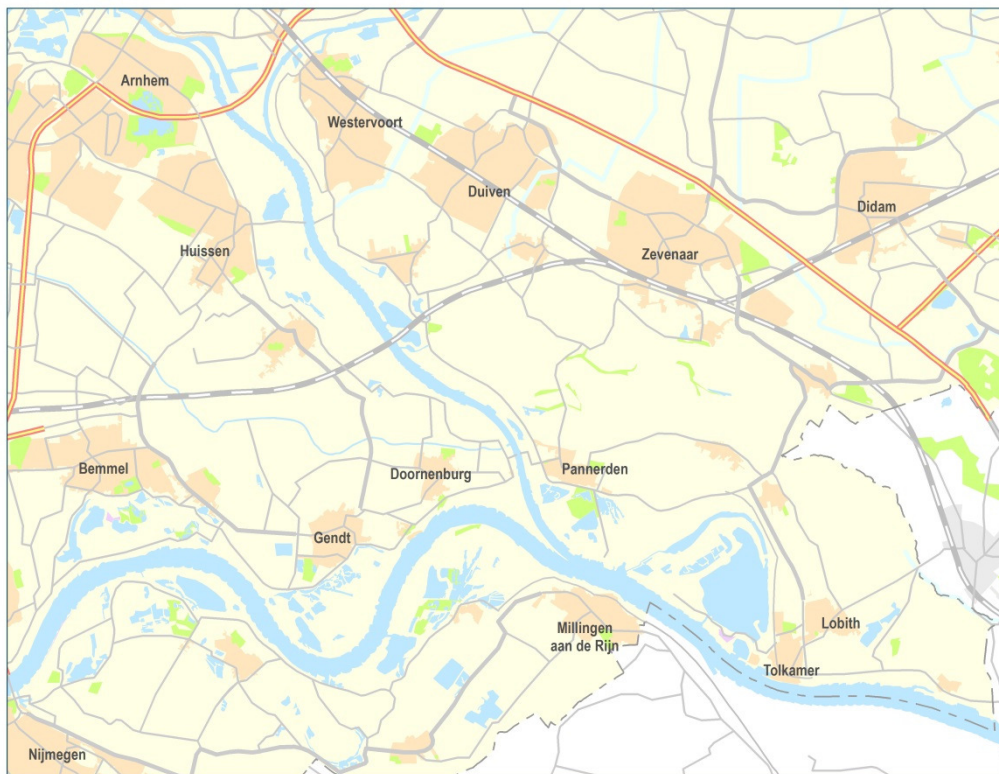 Arnhem
Westervoort
Duiven
Didam
Huissen
Zevenaar
Bemmel
Doornenburg
Pannerden
Gendt
Millingen
aan de Rijn
Lobith
Tolkamer
Nijmegen